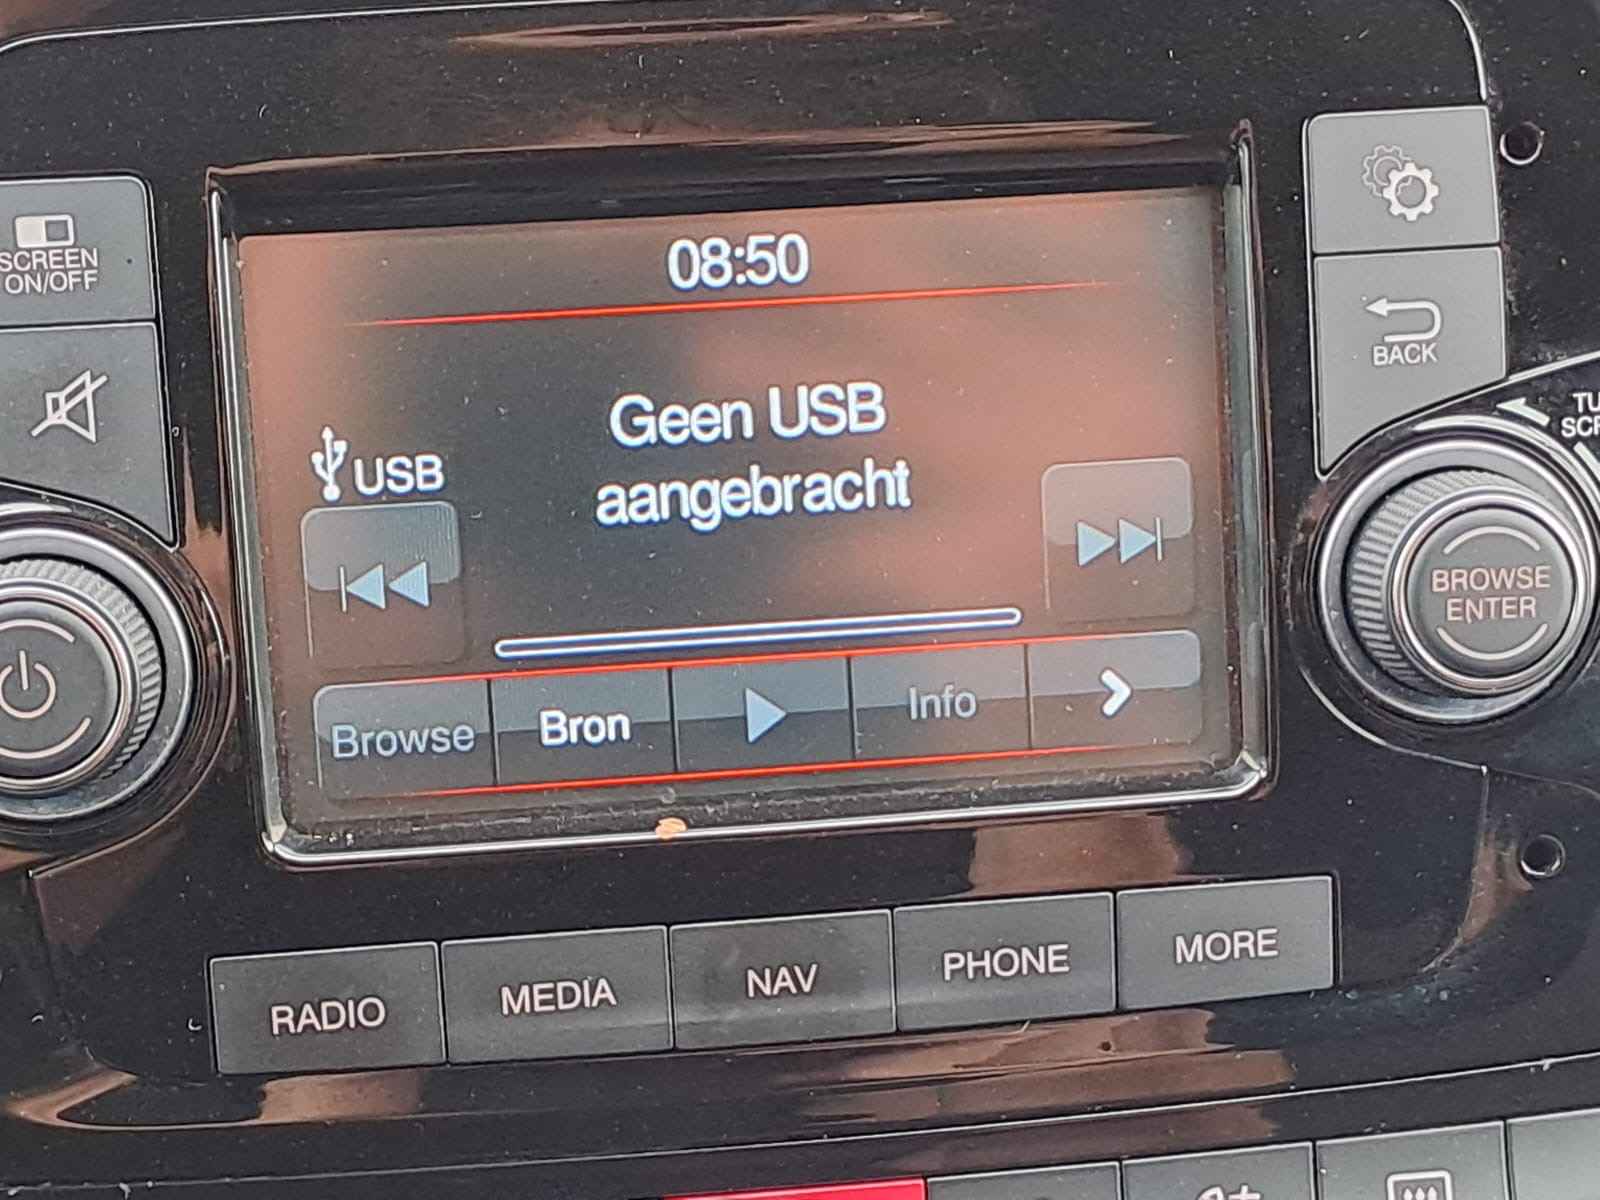 08:50
SCREEN
ON/OFF
BACK
Geen USB
aangebracht
USB
BROWSE
ENTER
Browse
Bron
Info
RADIO
MEDIA
NAV
PHONE
MORE